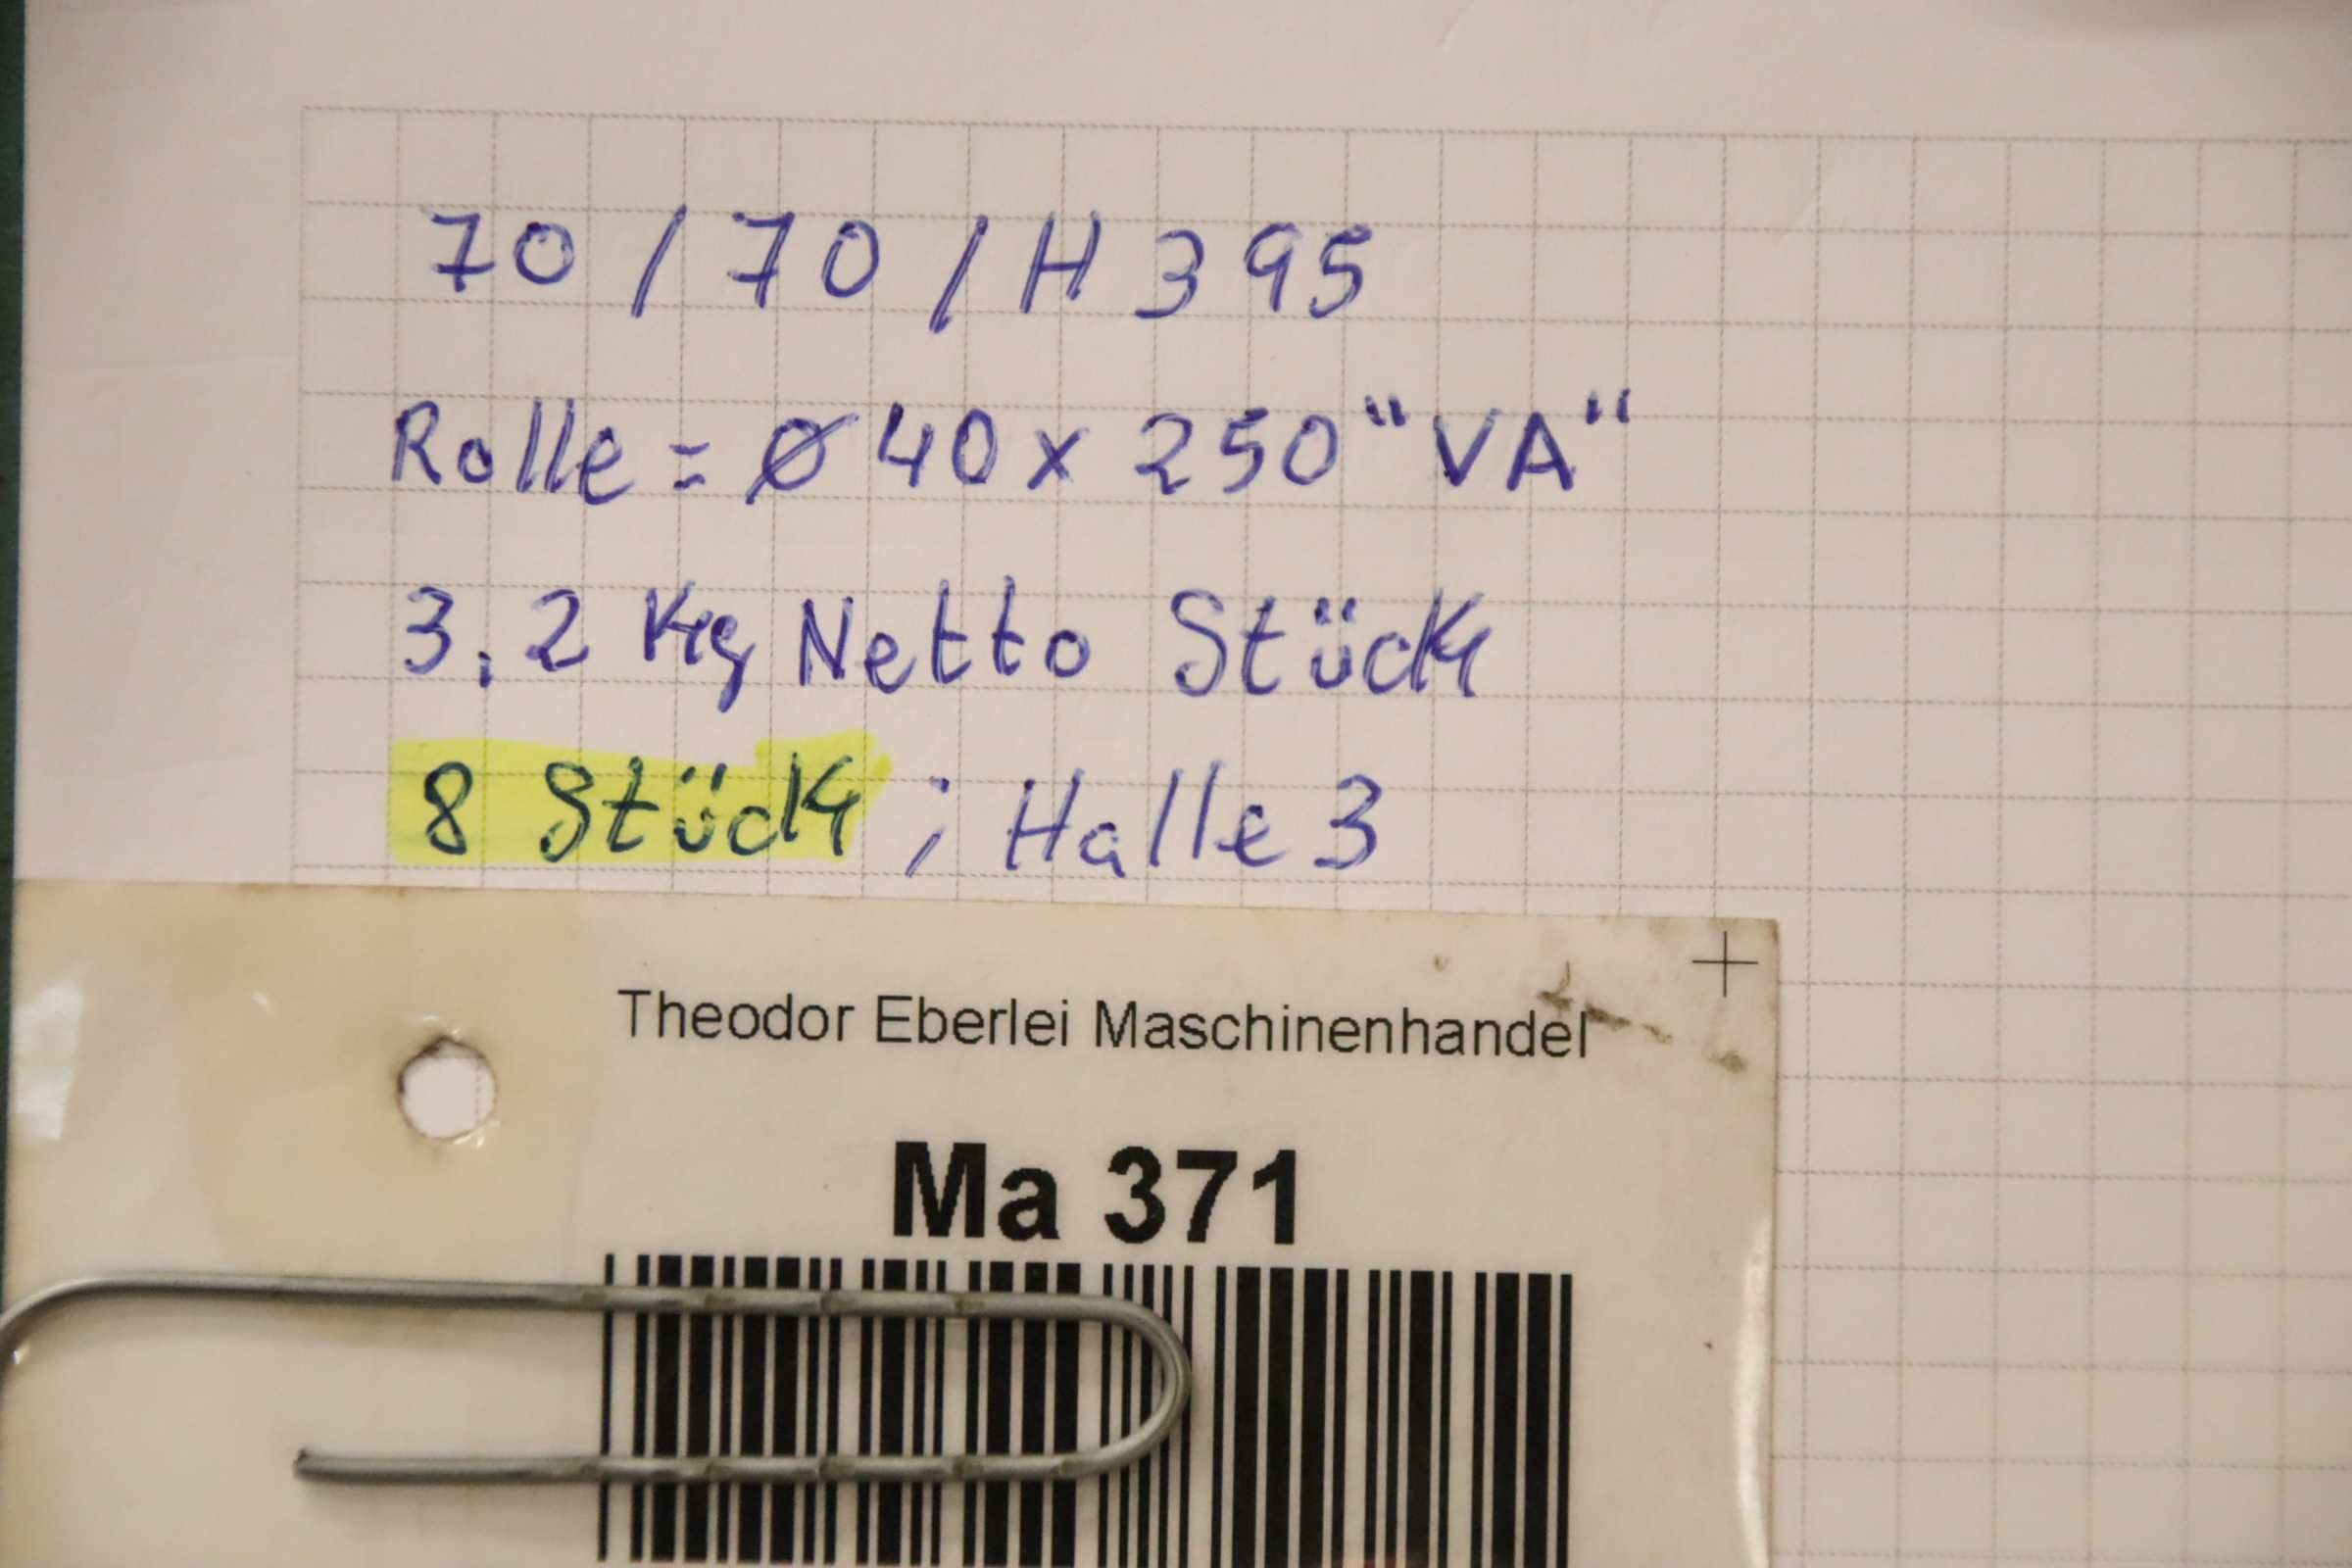 70 / 70 / H 395
Rolle = Ø 40 x 250 "VA"
3,2 Kg Netto Stück
8 Stück ; Halle 3
Theodor Eberlei Maschinenhandel
Ma 371